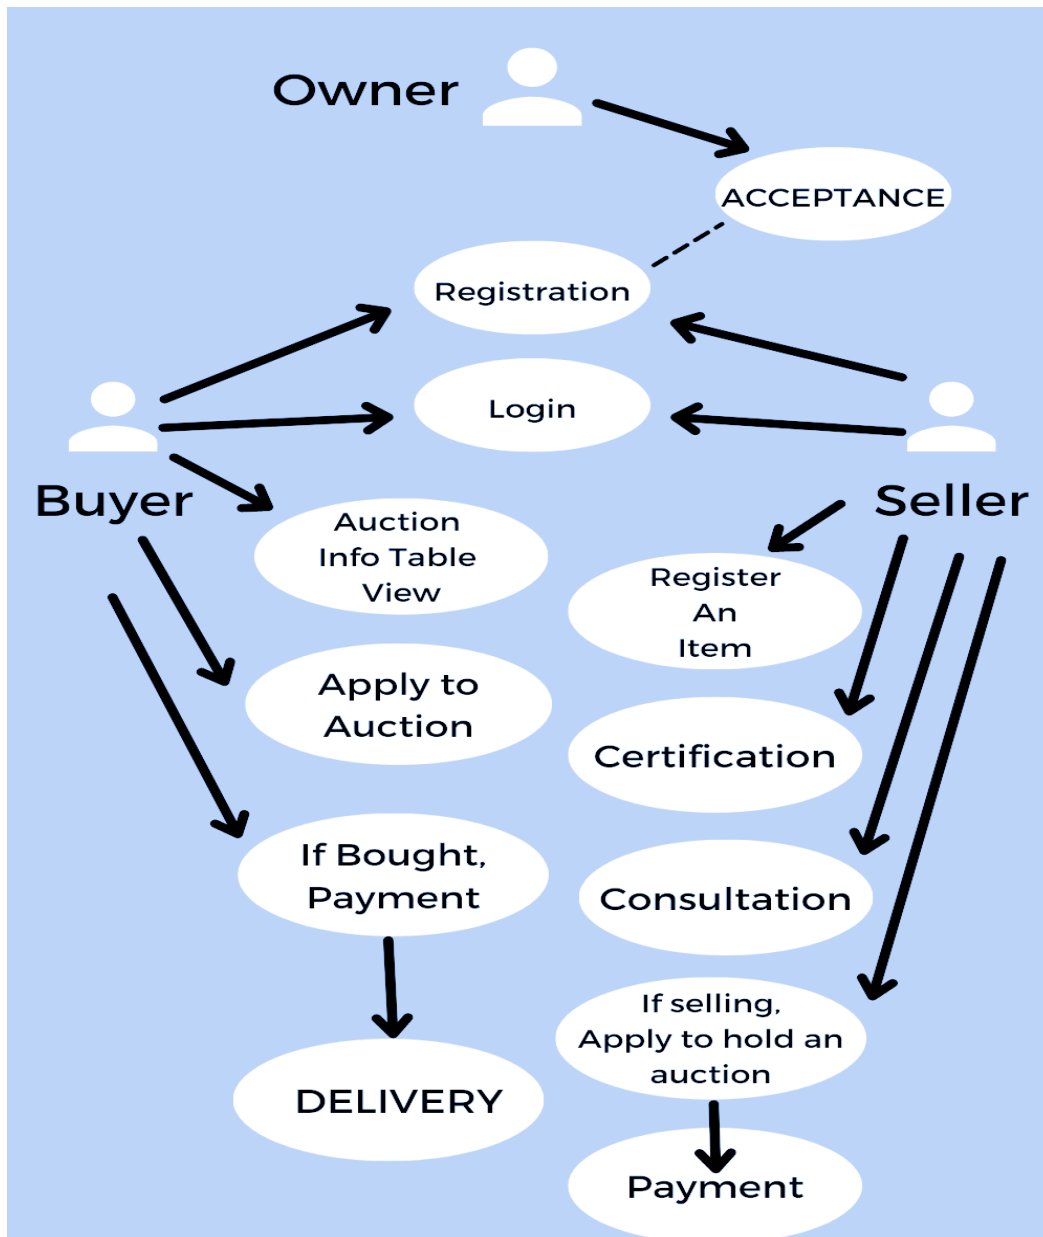 Owner
ACCEPTANCE
Registration
Login
Buyer
Seller
Auction
Info Table
View
Register
An
Item
Apply to
Auction
Certification
If Bought,
Payment
Consultation
If selling,
Apply to hold an
auction
DELIVERY
Payment